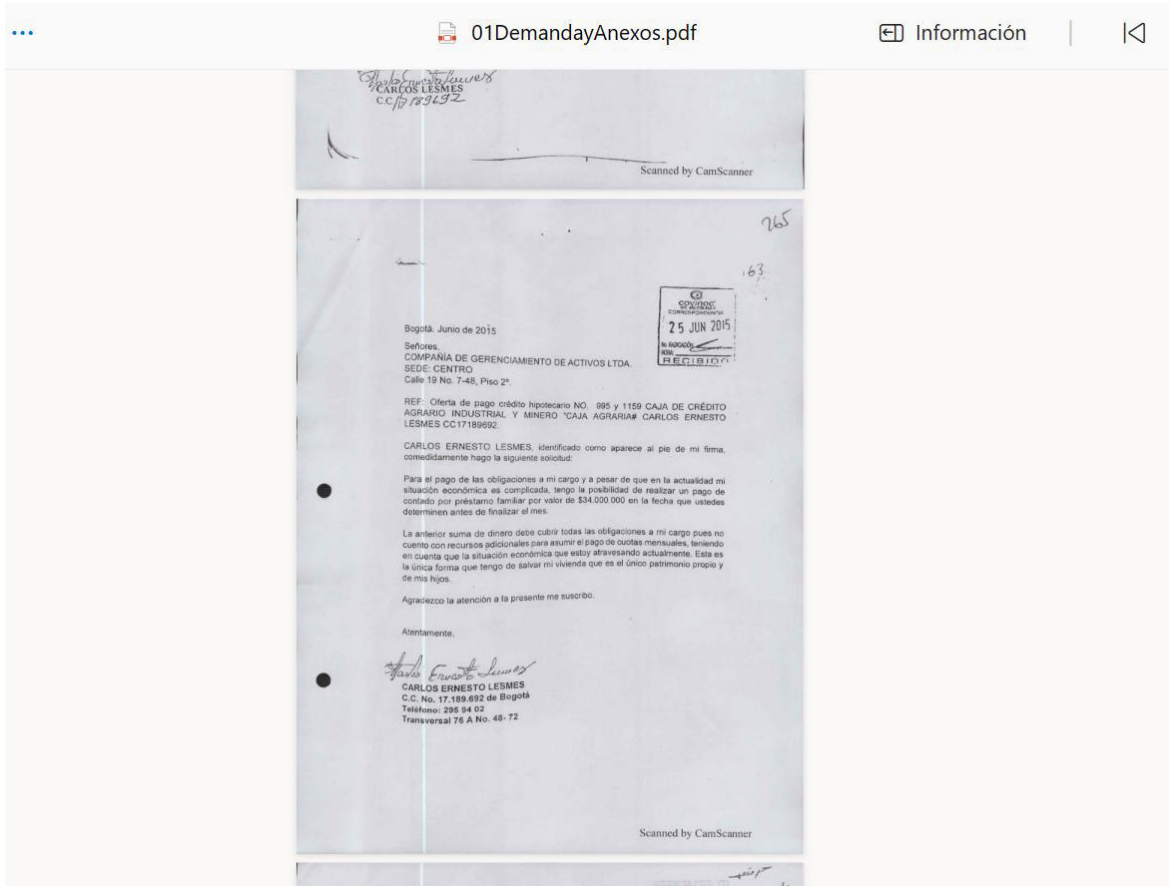 01DemandayAnexos.pdf
Información
CARLOS LESMES
C.C. 17189692
Scanned by CamScanner
265
63
covinoc
CORRESPONDENCIA
25 JUN 2015
No. RADICACIÓN
HORA:
RECIBIDO
Bogotá. Junio de 2015
Señores.
COMPAÑÍA DE GERENCIAMIENTO DE ACTIVOS LTDA.
SEDE: CENTRO
Calle 19 No. 7-48, Piso 2º.
REF: Oferta de pago crédito hipotecario NO. 995 y 1159 CAJA DE CRÉDITO
AGRARIO INDUSTRIAL Y MINERO "CAJA AGRARIA# CARLOS ERNESTO
LESMES CC17189692.
CARLOS ERNESTO LESMES, identificado como aparece al pie de mi firma,
comedidamente hago la siguiente solicitud:
Para el pago de las obligaciones a mi cargo y a pesar de que en la actualidad mi
situación económica es complicada, tengo la posibilidad de realizar un pago de
contado por préstamo familiar por valor de $34.000.000 en la fecha que ustedes
determinen antes de finalizar el mes.
La anterior suma de dinero debe cubrir todas las obligaciones a mi cargo pues no
cuento con recursos adicionales para asumir el pago de cuotas mensuales, teniendo
en cuenta que la situación económica que estoy atravesando actualmente. Esta es
la única forma que tengo de salvar mi vivienda que es el único patrimonio propio y
de mis hijos.
Agradezco la atención a la presente me suscribo.
Atentamente,
Carlos Ernesto Lesmes
CARLOS ERNESTO LESMES
C.C. No. 17.189.692 de Bogotá
Teléfono: 295 94 02
Transversal 76 A No. 48- 72
Scanned by CamScanner